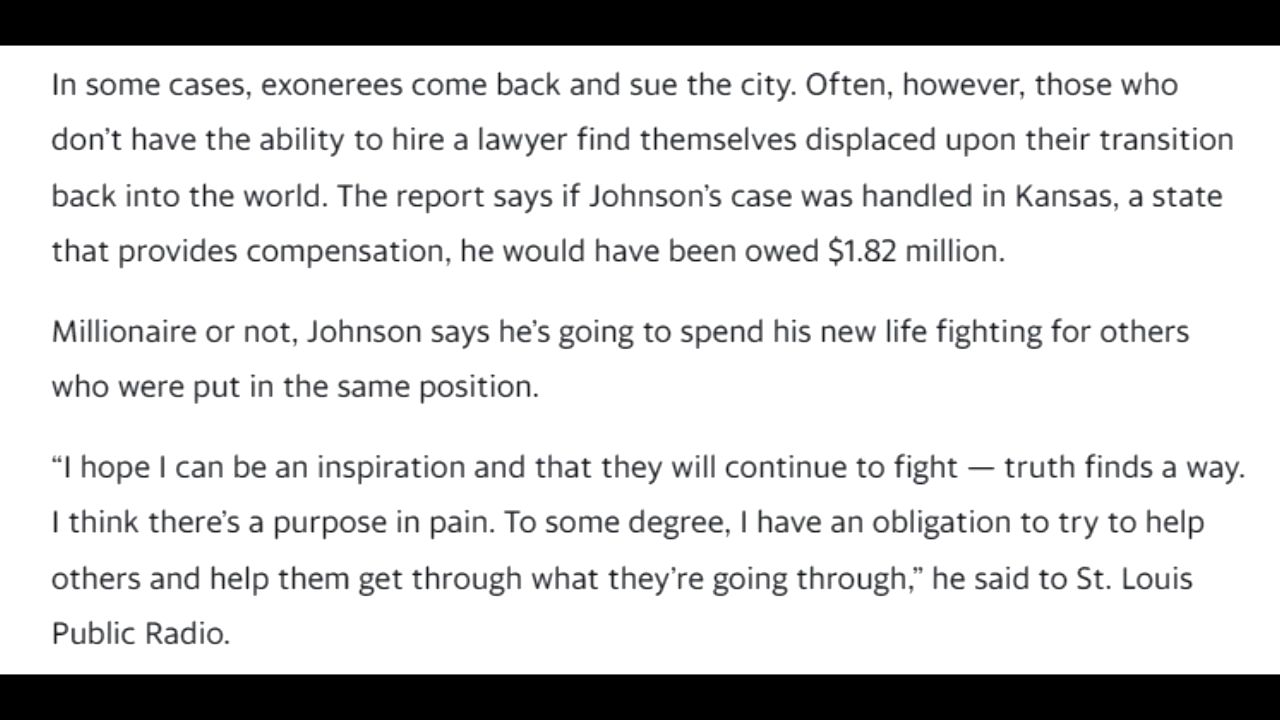 In some cases, exonerees come back and sue the city. Often, however, those who
don’t have the ability to hire a lawyer find themselves displaced upon their transition
back into the world. The report says if Johnson’s case was handled in Kansas, a state
that provides compensation, he would have been owed $1.82 million.
Millionaire or not, Johnson says he’s going to spend his new life fighting for others
who were put in the same position.
“I hope I can be an inspiration and that they will continue to fight — truth finds a way.
I think there’s a purpose in pain. To some degree, I have an obligation to try to help
others and help them get through what they’re going through,” he said to St. Louis
Public Radio.